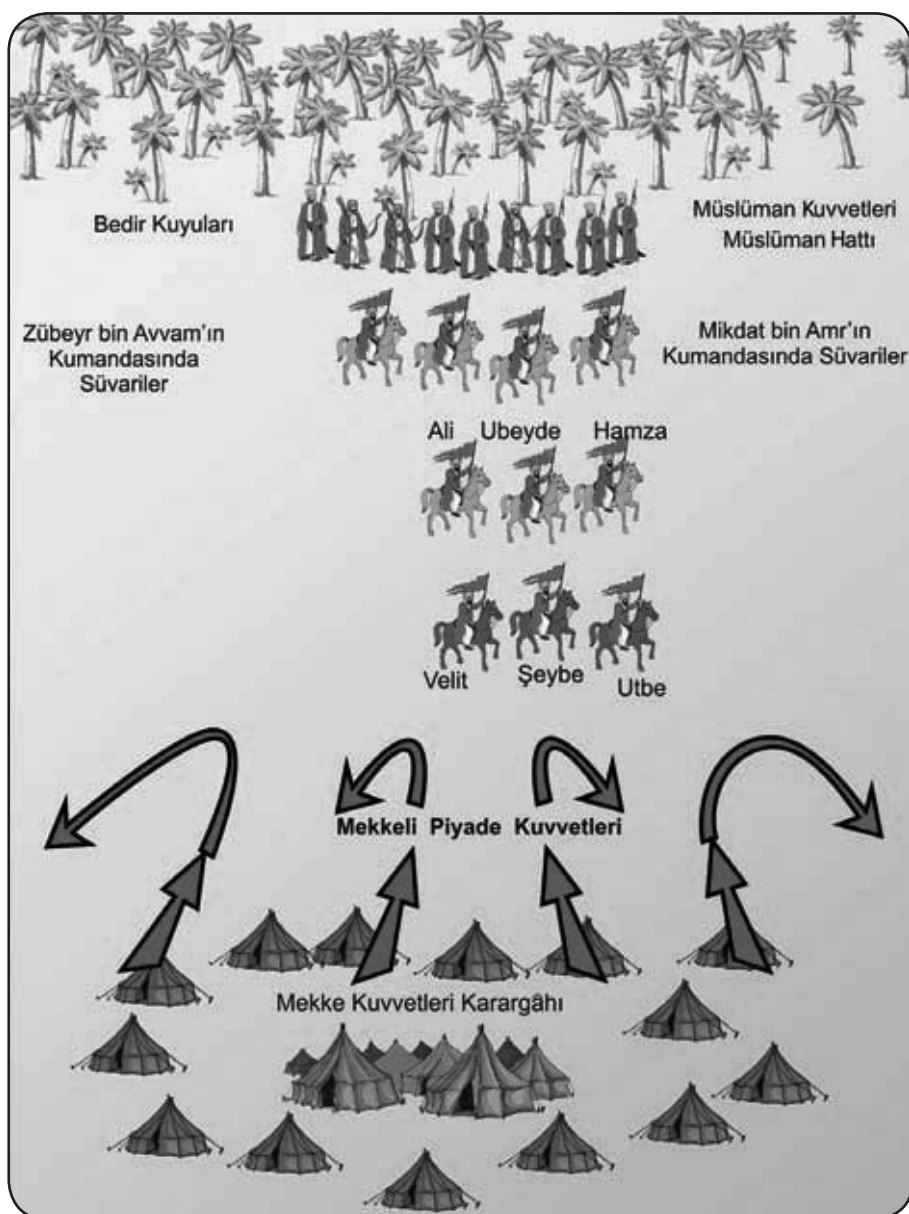 Bedir Kuyuları
Müslüman Kuvvetleri
Müslüman Hattı
Zübeyr bin Avvam'ın
Kumandasında
Süvariler
Mikdat bin Amr'ın
Kumandasında Süvariler
Ali Ubeyde Hamza
Velit Şeybe Utbe
Mekkeli Piyade Kuvvetleri
Mekke Kuvvetleri Karargâhı